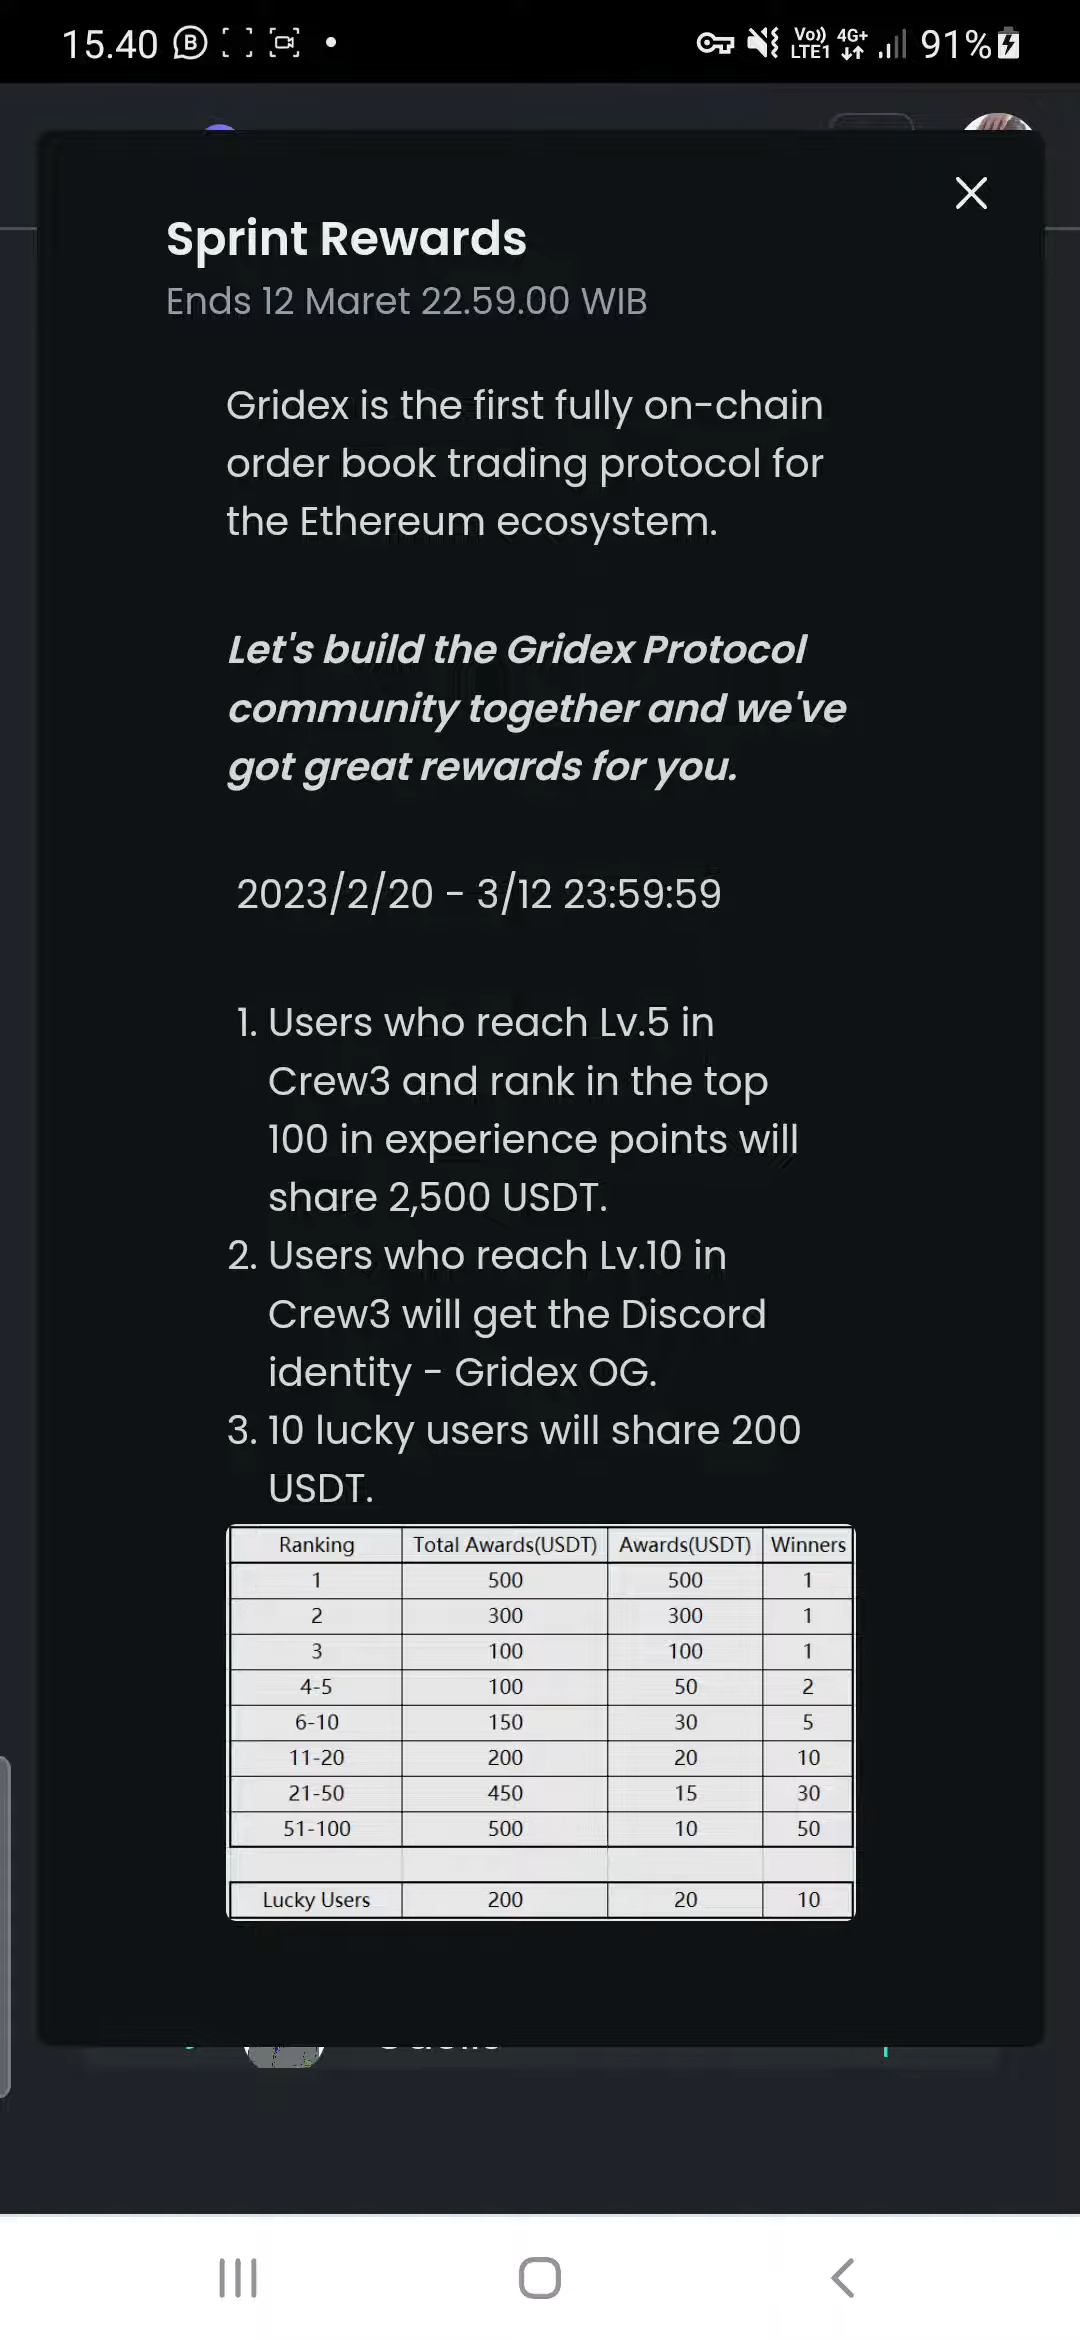 15.40
Vo)) 4G+
LTE1
91%
Sprint Rewards
Ends 12 Maret 22.59.00 WIB
Gridex is the first fully on-chain
order book trading protocol for
the Ethereum ecosystem.
Let's build the Gridex Protocol
community together and we've
got great rewards for you.
2023/2/20 - 3/12 23:59:59
1. Users who reach Lv.5 in
Crew3 and rank in the top
100 in experience points will
share 2,500 USDT.
2. Users who reach Lv.10 in
Crew3 will get the Discord
identity - Gridex OG.
3. 10 lucky users will share 200
USDT.
Ranking Total Awards(USDT) Awards(USDT) Winners
1 500 500 1
2 300 300 1
3 100 100 1
4-5 100 50 2
6-10 150 30 5
11-20 200 20 10
21-50 450 15 30
51-100 500 10 50
Lucky Users 200 20 10